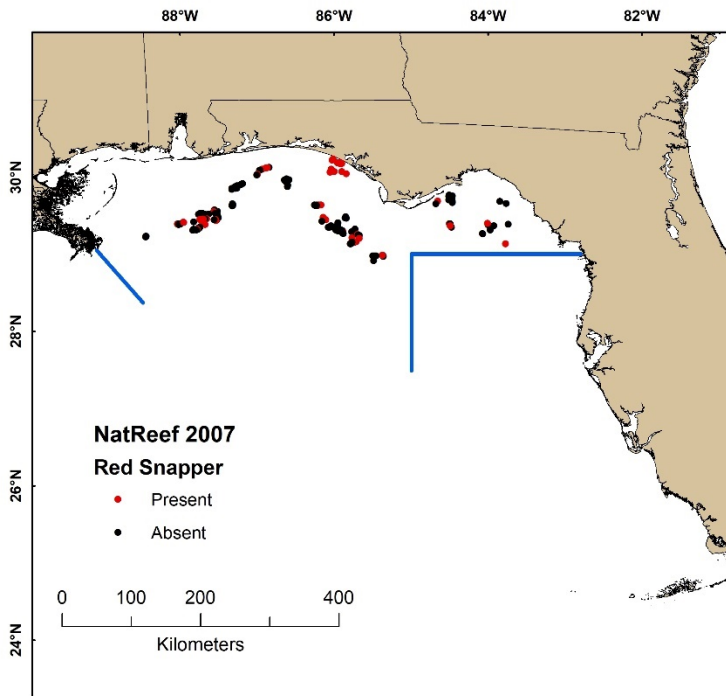 88°W 86°W 84°W 82°W
30°N
28°N
26°N
24°N
NatReef 2007
Red Snapper
Present
Absent
0 100 200 400
Kilometers